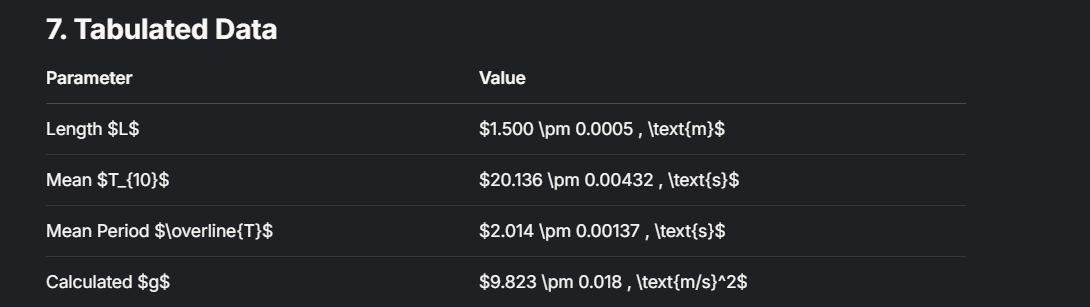 7. Tabulated Data
Parameter Value
Length $L$ $1.500 \pm 0.0005 , \text{m}$
Mean $T_{10}$ $20.136 \pm 0.00432 , \text{s}$
Mean Period $\overline{T}$ $2.014 \pm 0.00137 , \text{s}$
Calculated $g$ $9.823 \pm 0.018 , \text{m/s}^2$